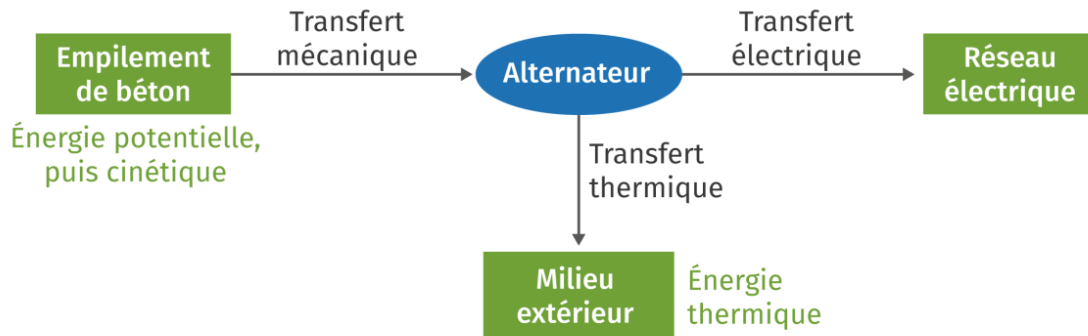 Empilement
de béton
Énergie potentielle,
puis cinétique
Transfert
mécanique
Alternateur
Transfert
électrique
Réseau
électrique
Transfert
thermique
Milieu
extérieur
Énergie
thermique